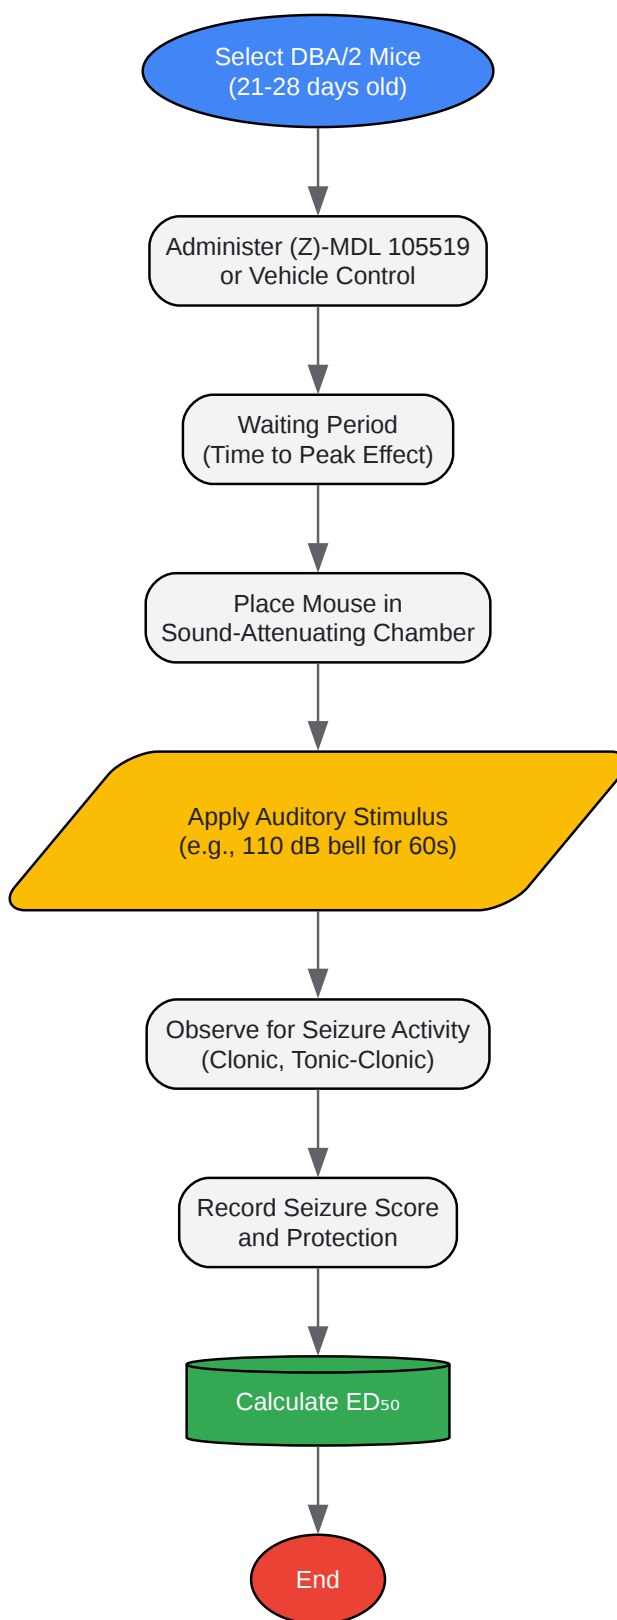 Select DBA/2 Mice
(21-28 days old)
Administer (Z)-MDL 105519
or Vehicle Control
Waiting Period
(Time to Peak Effect)
Place Mouse in
Sound-Attenuating Chamber
Apply Auditory Stimulus
(e.g., 110 dB bell for 60s)
Observe for Seizure Activity
(Clonic, Tonic-Clonic)
Record Seizure Score
and Protection
Calculate ED₅₀
End